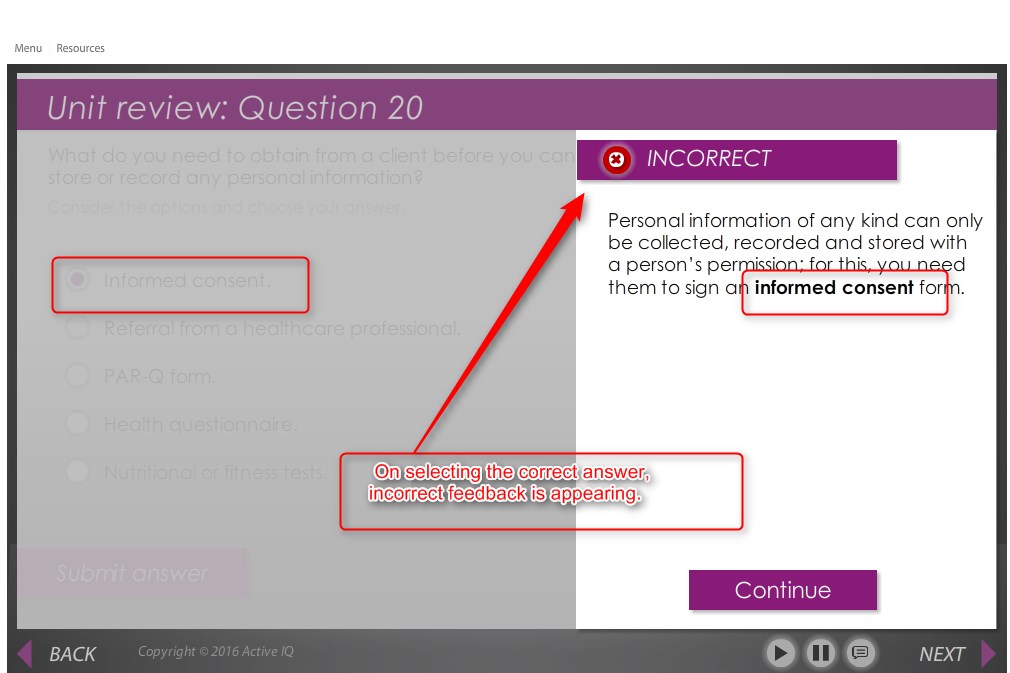 Menu Resources
Unit review: Question 20
What do you need to obtain from a client before you can
store or record any personal information?
Consider the options and choose your answer.
Informed consent.
Referral from a healthcare professional.
PAR-Q form.
Health questionnaire.
Nutritional or fitness tests.
Submit answer
INCORRECT
Personal information of any kind can only
be collected, recorded and stored with
a person’s permission; for this, you need
them to sign an informed consent form.
On selecting the correct answer,
incorrect feedback is appearing.
Continue
BACK
Copyright © 2016 Active IQ
NEXT